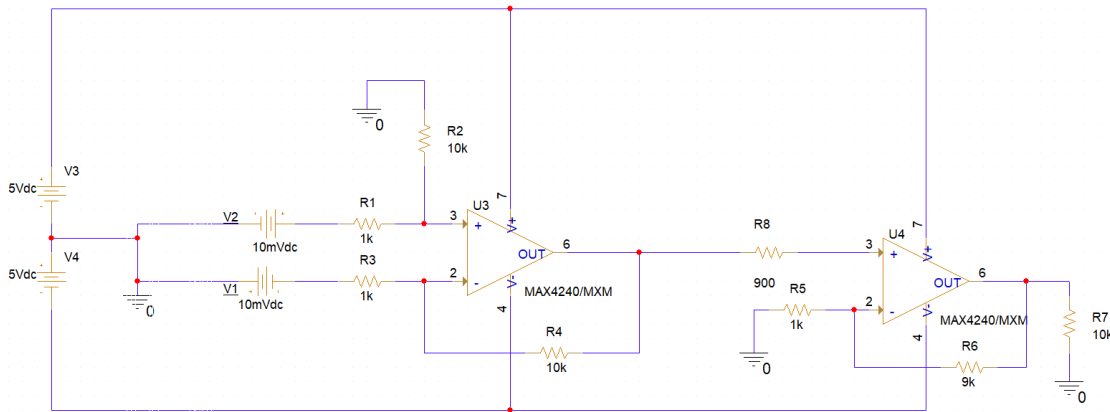 V3
5Vdc
V4
5Vdc
0
V2
10mVdc
V1
10mVdc
R1
1k
R3
1k
0
R2
10k
U3
3
+
2
-
7
V+
OUT
6
V-
4
MAX4240/MXM
R4
10k
R8
900
R5
1k
0
U4
3
+
2
-
7
V+
OUT
6
V-
4
MAX4240/MXM
R6
9k
R7
10k
0